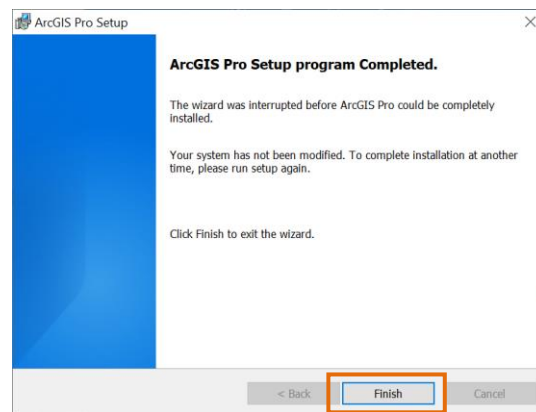 ArcGIS Pro Setup
ArcGIS Pro Setup program Completed.
The wizard was interrupted before ArcGIS Pro could be completely
installed.
Your system has not been modified. To complete installation at another
time, please run setup again.
Click Finish to exit the wizard.
< Back Finish Cancel